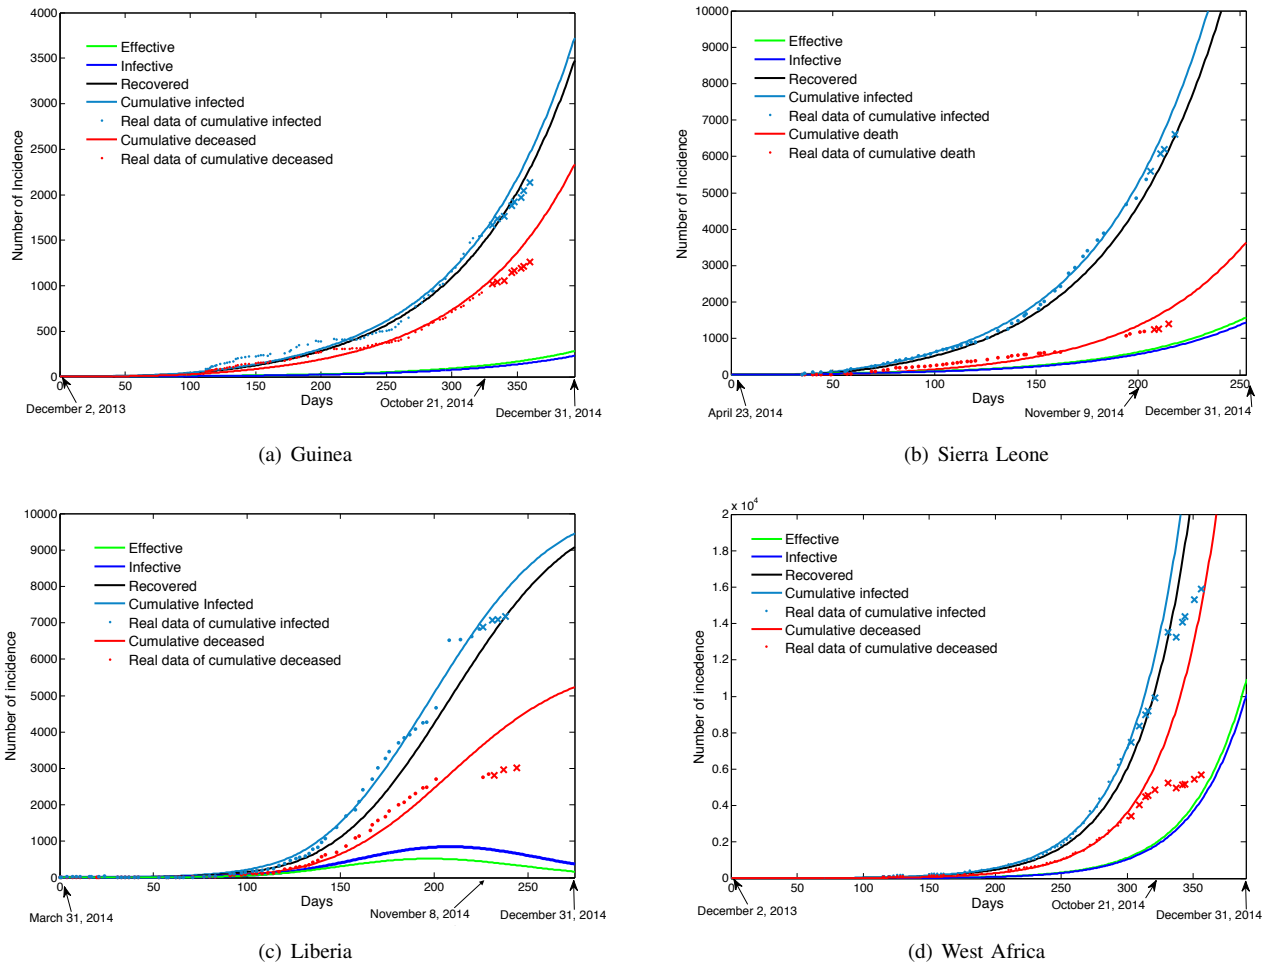 4000
3500
3000
2500
2000
1500
1000
500
0
Number of Incidence
Effective
Infective
Recovered
Cumulative infected
Real data of cumulative infected
Cumulative deceased
Real data of cumulative deceased
0 50 100 150 200 250 300 350
Days
December 2, 2013
October 21, 2014
December 31, 2014
(a) Guinea
10000
9000
8000
7000
6000
5000
4000
3000
2000
1000
0
Number of Incidence
Effective
Infective
Recovered
Cumulative infected
Real data of cumulative infected
Cumulative death
Real data of cumulative death
0 50 100 150 200 250
Days
April 23, 2014
November 9, 2014
December 31, 2014
(b) Sierra Leone
10000
9000
8000
7000
6000
5000
4000
3000
2000
1000
0
Number of incidence
Effective
Infective
Recovered
Cumulative Infected
Real data of cumulative infected
Cumulative deceased
Real data of cumulative deceased
0 50 100 150 200 250
Days
March 31, 2014
November 8, 2014
December 31, 2014
(c) Liberia
x 10⁴
2
1.8
1.6
1.4
1.2
1
0.8
0.6
0.4
0.2
0
Number of incedence
Effective
Infective
Recovered
Cumulative infected
Real data of cumulative infected
Cumulative deceased
Real data of cumulative deceased
0 50 100 150 200 250 300 350 400
Days
December 2, 2013
October 21, 2014
December 31, 2014
(d) West Africa